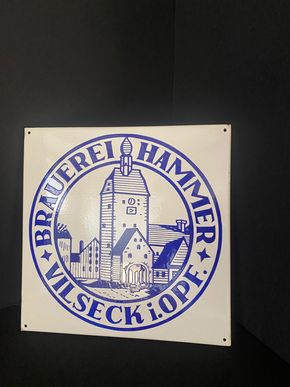 BRAUEREI HAMMER
VILSECK i. OPF.